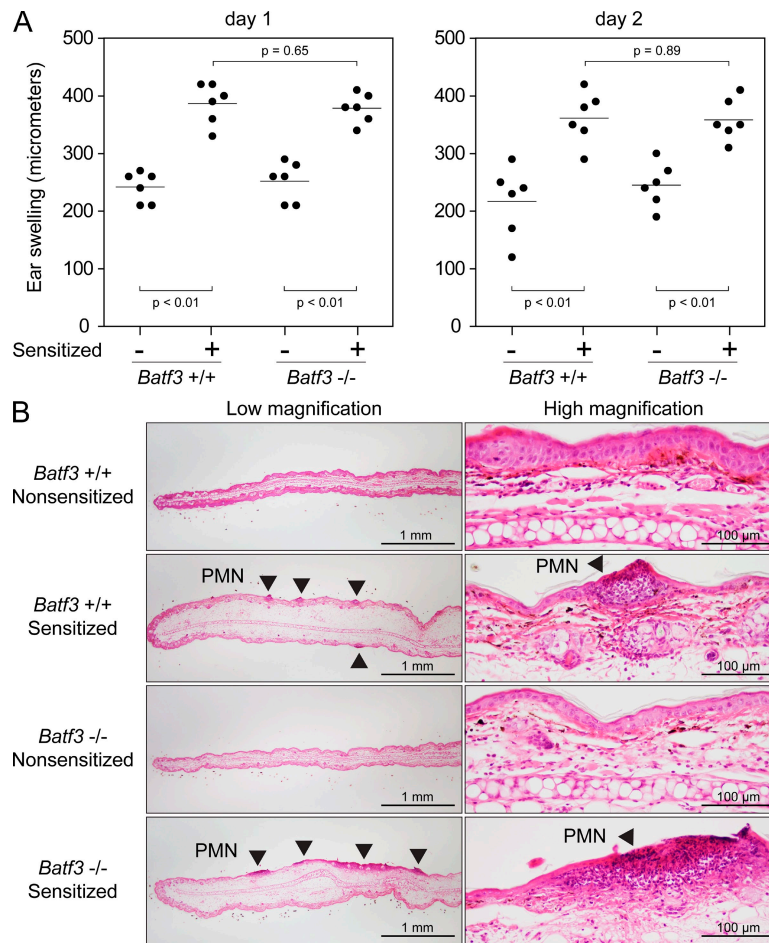 A
day 1
day 2
Ear swelling (micrometers)
500
400
300
200
100
0
p = 0.65
p < 0.01
p < 0.01
500
400
300
200
100
0
p = 0.89
p < 0.01
p < 0.01
Sensitized - + - + - + - +
Batf3 +/+ Batf3 -/- Batf3 +/+ Batf3 -/-
B
Low magnification High magnification
Batf3 +/+
Nonsensitized
1 mm
100 µm
Batf3 +/+
Sensitized
PMN
1 mm
PMN
100 µm
Batf3 -/-
Nonsensitized
1 mm
100 µm
Batf3 -/-
Sensitized
PMN
1 mm
PMN
100 µm